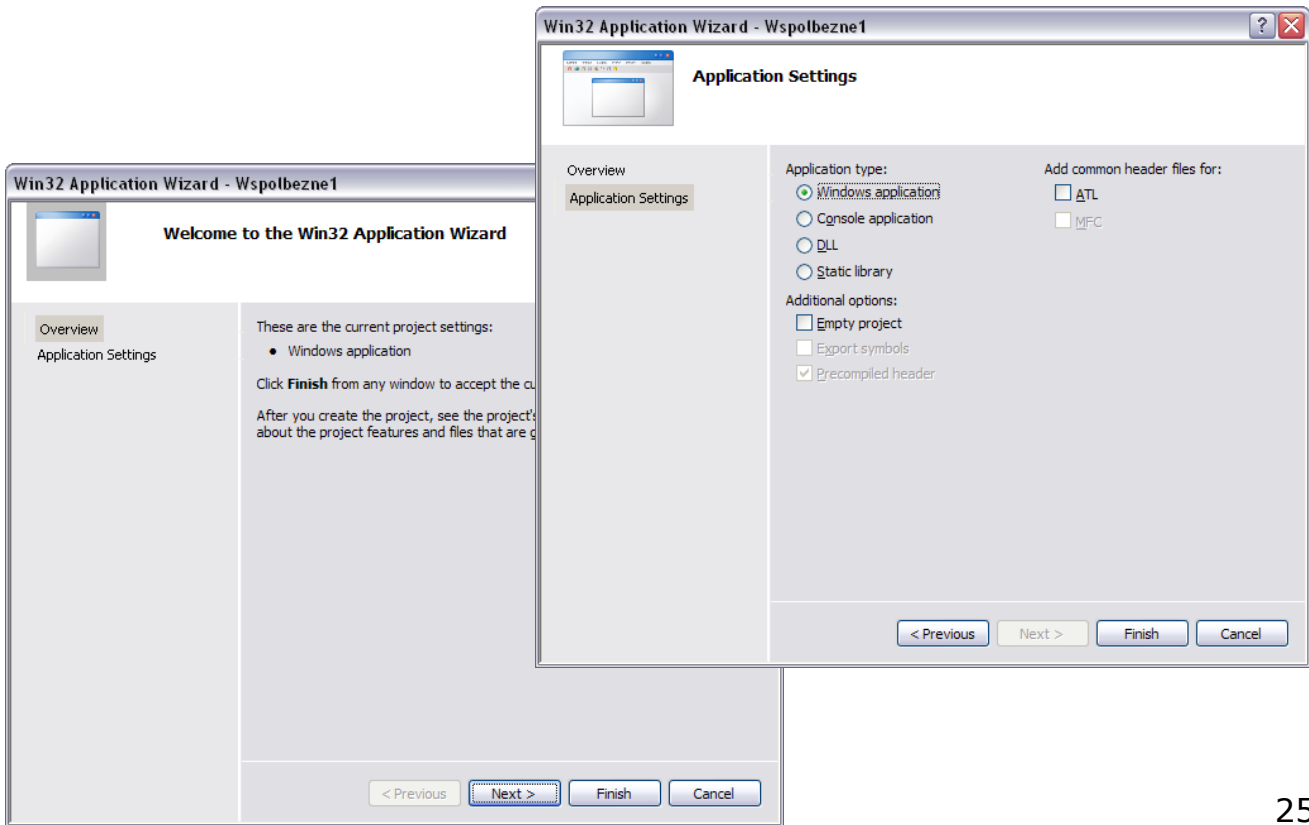 Win32 Application Wizard - Wspolbezne1
Welcome to the Win32 Application Wizard
Overview
Application Settings
These are the current project settings:
• Windows application
Click Finish from any window to accept the cu
After you create the project, see the project's
about the project features and files that are g
< Previous
Next >
Finish
Cancel
Win32 Application Wizard - Wspolbezne1
Application Settings
Overview
Application Settings
Application type:
Windows application
Console application
DLL
Static library
Additional options:
Empty project
Export symbols
Precompiled header
Add common header files for:
ATL
MFC
< Previous
Next >
Finish
Cancel
25